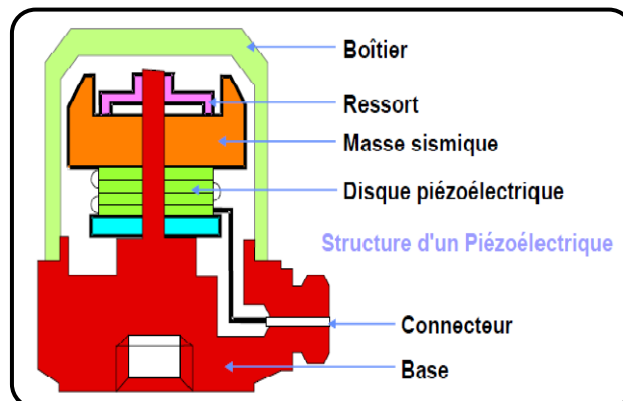 Boîtier
Ressort
Masse sismique
Disque piézoélectrique
Structure d'un Piézoélectrique
Connecteur
Base